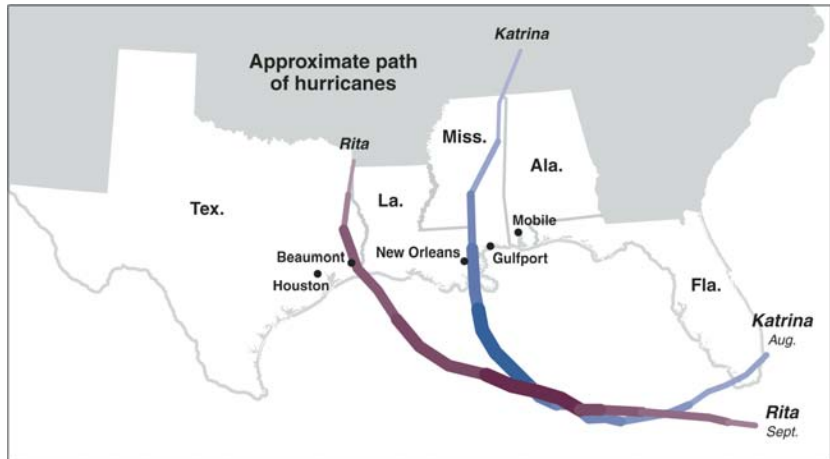 Katrina
Approximate path
of hurricanes
Miss.
Rita
Ala.
Tex.
La.
Mobile
New Orleans
Gulfport
Beaumont
Houston
Fla.
Katrina
Aug.
Rita
Sept.